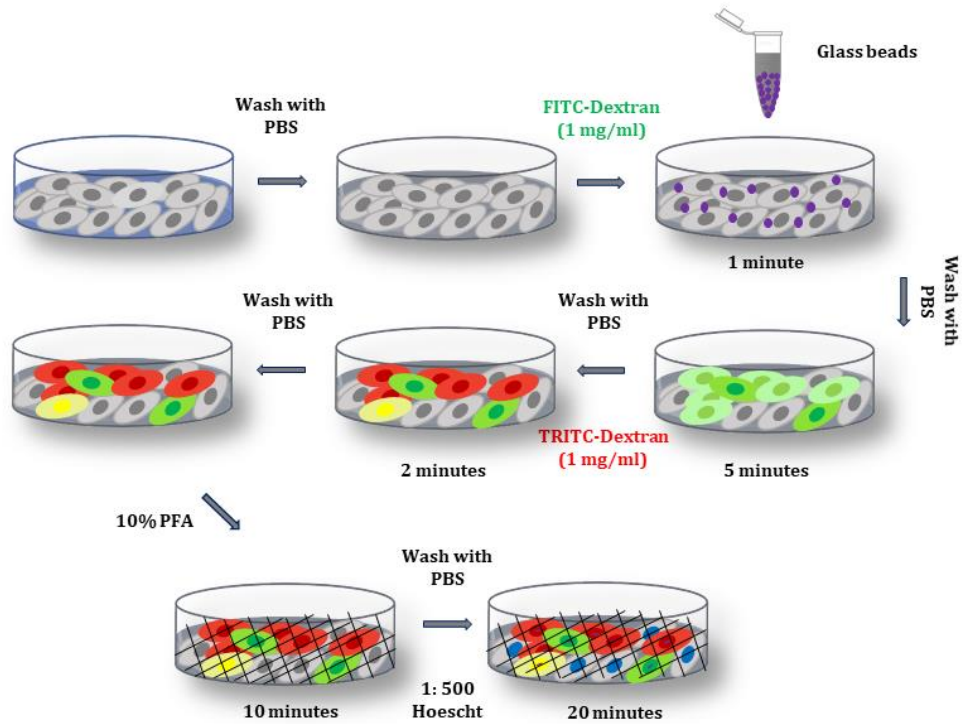 Glass beads
Wash with
PBS
FITC-Dextran
(1 mg/ml)
1 minute
Wash with
PBS
Wash with
PBS
Wash with
PBS
TRITC-Dextran
(1 mg/ml)
5 minutes
2 minutes
10% PFA
Wash with
PBS
1: 500
Hoescht
10 minutes
20 minutes